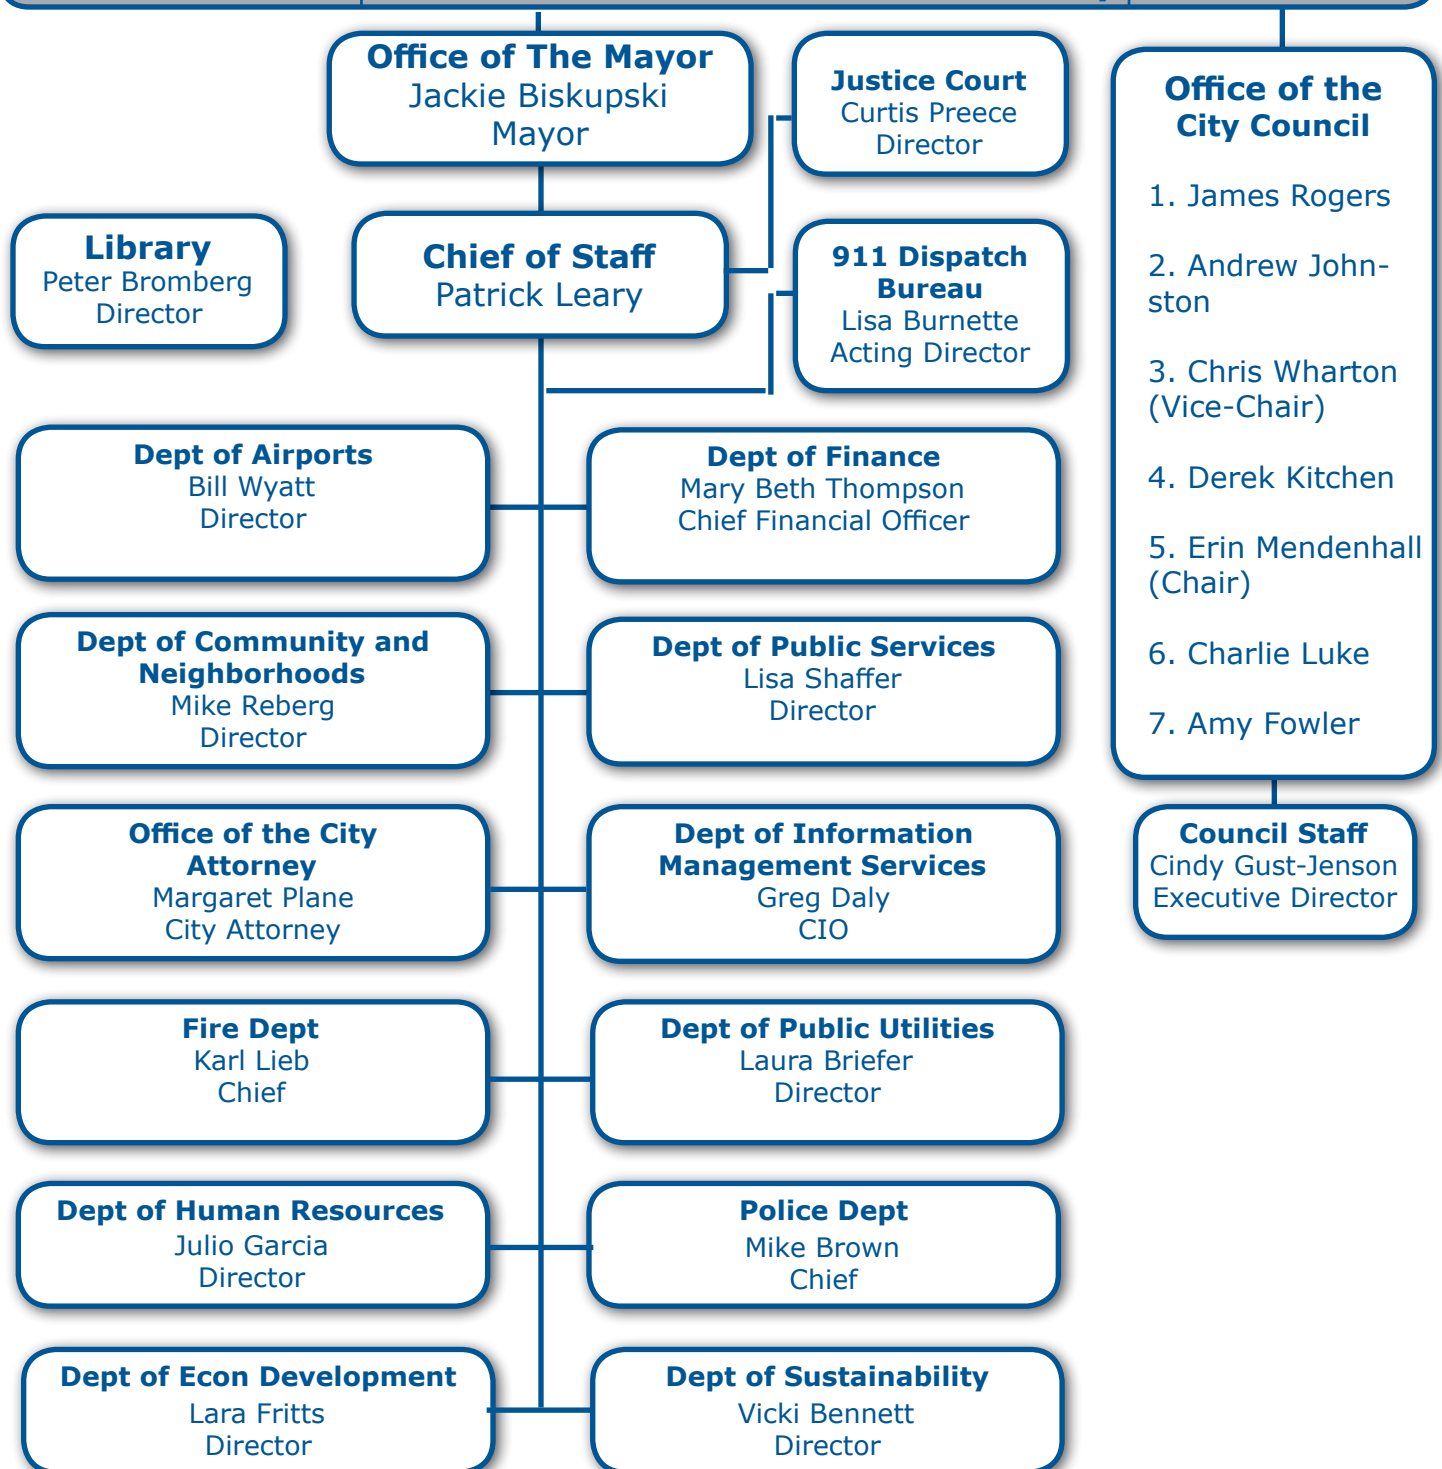 Office of The Mayor
Jackie Biskupski
Mayor
Justice Court
Curtis Preece
Director
Office of the
City Council
1. James Rogers
2. Andrew John-
ston
3. Chris Wharton
(Vice-Chair)
4. Derek Kitchen
5. Erin Mendenhall
(Chair)
6. Charlie Luke
7. Amy Fowler
Library
Peter Bromberg
Director
Chief of Staff
Patrick Leary
911 Dispatch
Bureau
Lisa Burnette
Acting Director
Dept of Airports
Bill Wyatt
Director
Dept of Finance
Mary Beth Thompson
Chief Financial Officer
Dept of Community and
Neighborhoods
Mike Reberg
Director
Dept of Public Services
Lisa Shaffer
Director
Office of the City
Attorney
Margaret Plane
City Attorney
Dept of Information
Management Services
Greg Daly
CIO
Council Staff
Cindy Gust-Jenson
Executive Director
Fire Dept
Karl Lieb
Chief
Dept of Public Utilities
Laura Briefer
Director
Dept of Human Resources
Julio Garcia
Director
Police Dept
Mike Brown
Chief
Dept of Econ Development
Lara Fritts
Director
Dept of Sustainability
Vicki Bennett
Director